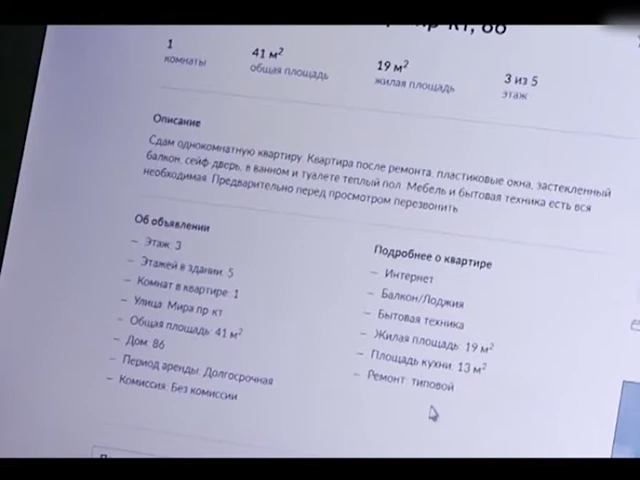 пр-кт, 86
1
комнаты
41 м²
общая площадь
19 м²
жилая площадь
3 из 5
этаж
Описание
Сдам однокомнатную квартиру. Квартира после ремонта, пластиковые окна, застекленный
балкон, сейф-дверь, в ванном и туалете теплый пол. Мебель и бытовая техника есть вся
необходимая. Предварительно перед просмотром перезвонить.
Об объявлении
— Этаж: 3
— Этажей в здании: 5
— Комнат в квартире: 1
— Улица: Мира пр-кт
— Общая площадь: 41 м²
— Дом: 86
— Период аренды: Долгосрочная
— Комиссия: Без комиссии
Подробнее о квартире
— Интернет
— Балкон/Лоджия
— Бытовая техника
— Жилая площадь: 19 м²
— Площадь кухни: 13 м²
— Ремонт: типовой